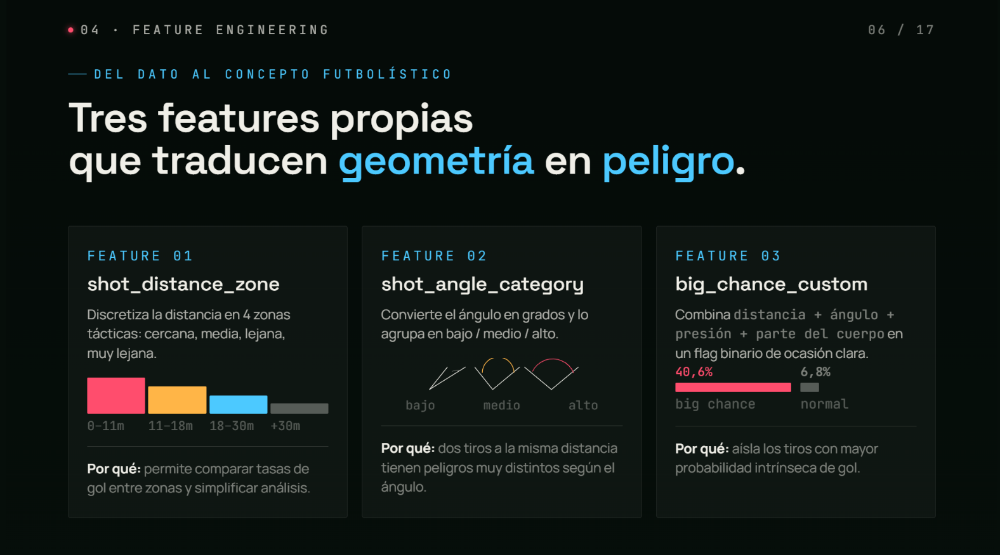 04 · FEATURE ENGINEERING
06 / 17
DEL DATO AL CONCEPTO FUTBOLÍSTICO
Tres features propias
que traducen geometría en peligro.
FEATURE 01
shot_distance_zone
Discretiza la distancia en 4 zonas
tácticas: cercana, media, lejana,
muy lejana.
0–11m 11–18m 18–30m +30m
Por qué: permite comparar tasas de
gol entre zonas y simplificar análisis.
FEATURE 02
shot_angle_category
Convierte el ángulo en grados y lo
agrupa en bajo / medio / alto.
bajo medio alto
Por qué: dos tiros a la misma distancia
tienen peligros muy distintos según el
ángulo.
FEATURE 03
big_chance_custom
Combina distancia + ángulo +
presión + parte del cuerpo en
un flag binario de ocasión clara.
40,6% 6,8%
big chance normal
Por qué: aísla los tiros con mayor
probabilidad intrínseca de gol.